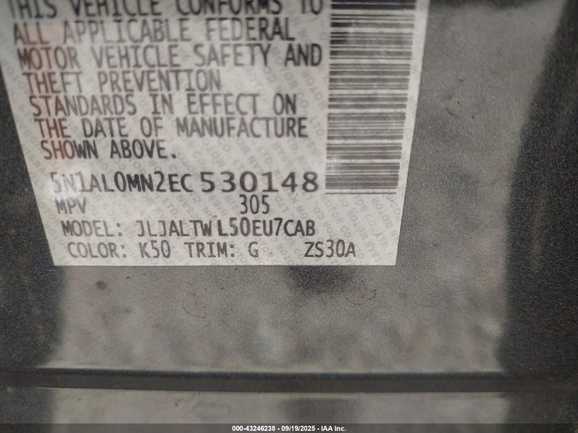 THIS VEHICLE CONFORMS TO
ALL APPLICABLE FEDERAL
MOTOR VEHICLE SAFETY AND
THEFT PREVENTION
STANDARDS IN EFFECT ON
THE DATE OF MANUFACTURE
SHOWN ABOVE.
5N1AL0MN2EC530148
MPV 305
MODEL: JLJALTWL50EU7CAB
COLOR: K50 TRIM: G ZS30A
000-43246238 - 09/19/2025 - IAA Inc.